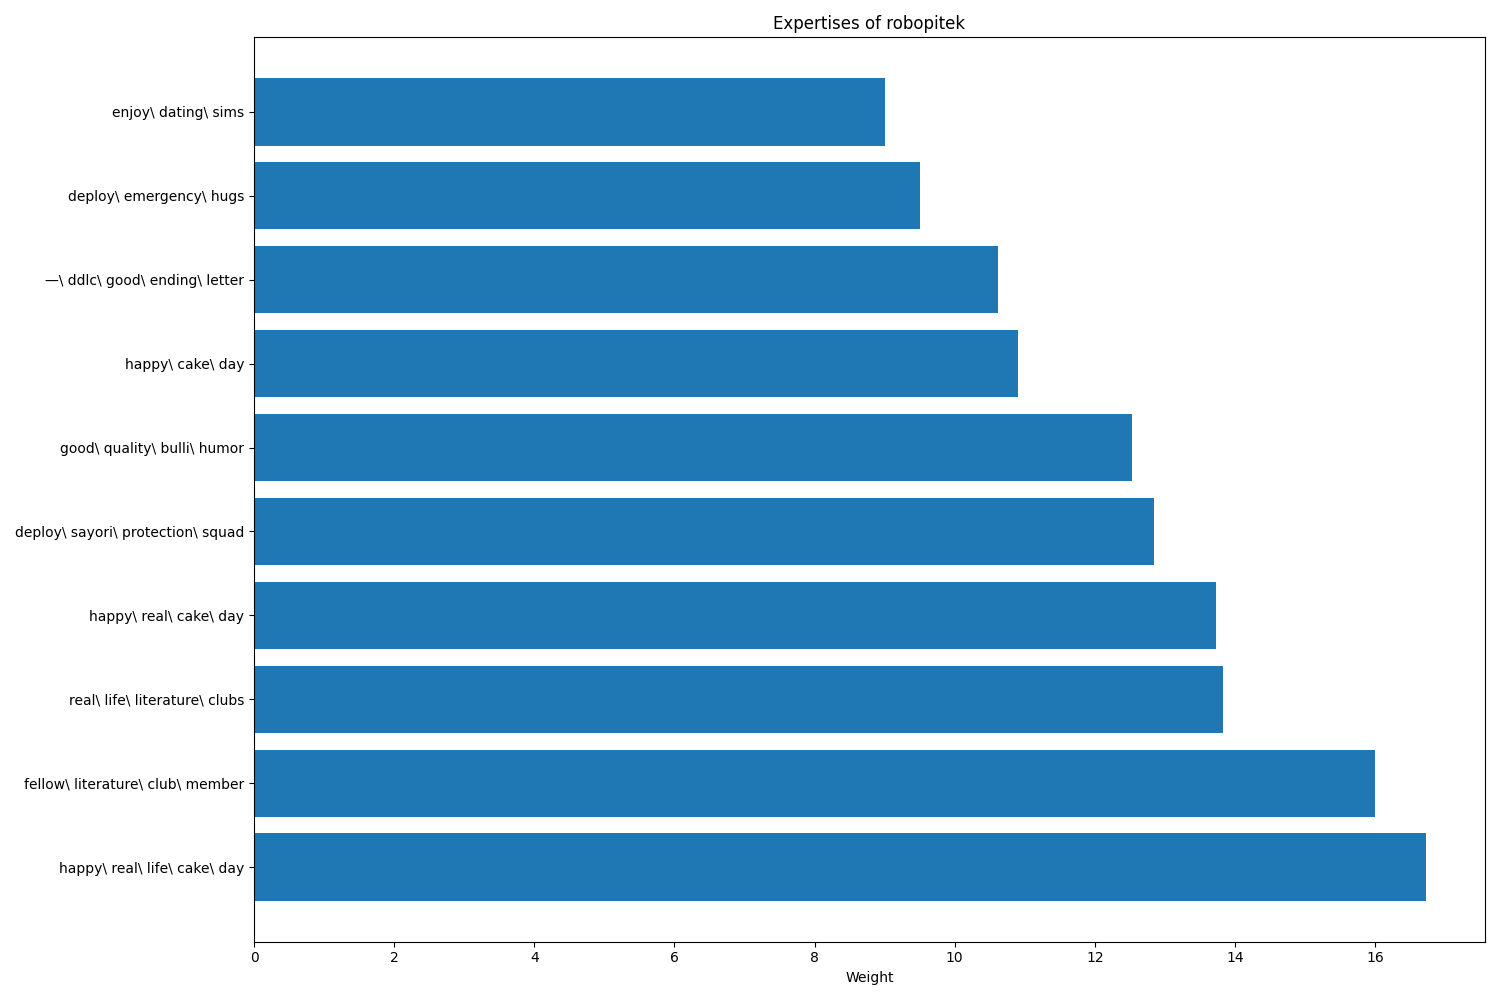 Expertises of robopitek
enjoy\ dating\ sims
deploy\ emergency\ hugs
—\ ddlc\ good\ ending\ letter
happy\ cake\ day
good\ quality\ bulli\ humor
deploy\ sayori\ protection\ squad
happy\ real\ cake\ day
real\ life\ literature\ clubs
fellow\ literature\ club\ member
happy\ real\ life\ cake\ day
0 2 4 6 8 10 12 14 16
Weight